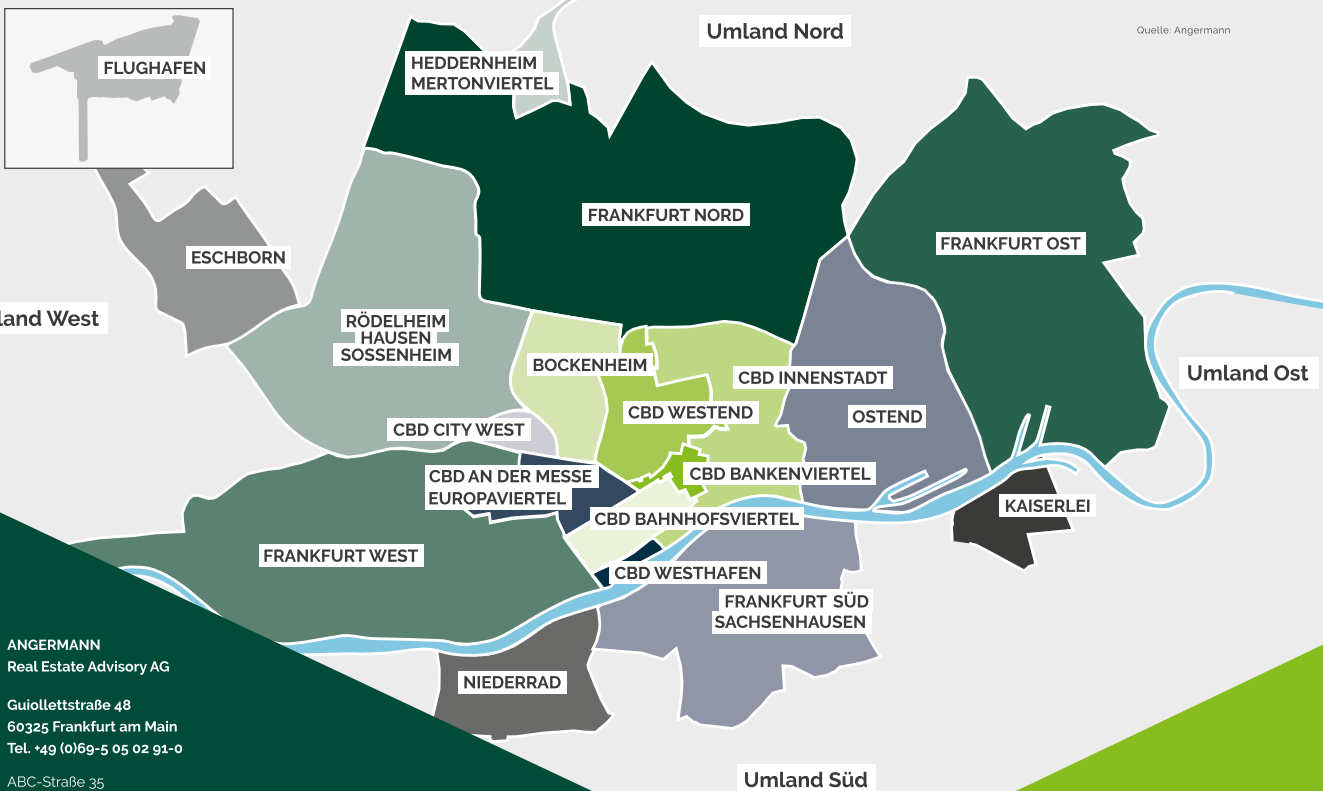 Umland Nord
Quelle: Angermann
FLUGHAFEN
HEDDERNHEIM
MERTONVIERTEL
FRANKFURT NORD
FRANKFURT OST
ESCHBORN
land West
RÖDELHEIM
HAUSEN
SOSSENHEIM
BOCKENHEIM
CBD INNENSTADT
Umland Ost
CBD WESTEND
OSTEND
CBD CITY WEST
CBD AN DER MESSE
EUROPAVIERTEL
CBD BANKENVIERTEL
KAISERLEI
CBD BAHNHOFSVIERTEL
FRANKFURT WEST
CBD WESTHAFEN
FRANKFURT SÜD
SACHSENHAUSEN
NIEDERRAD
Umland Süd
ANGERMANN
Real Estate Advisory AG
Guiollettstraße 48
60325 Frankfurt am Main
Tel. +49 (0)69-5 05 02 91-0
ABC-Straße 35